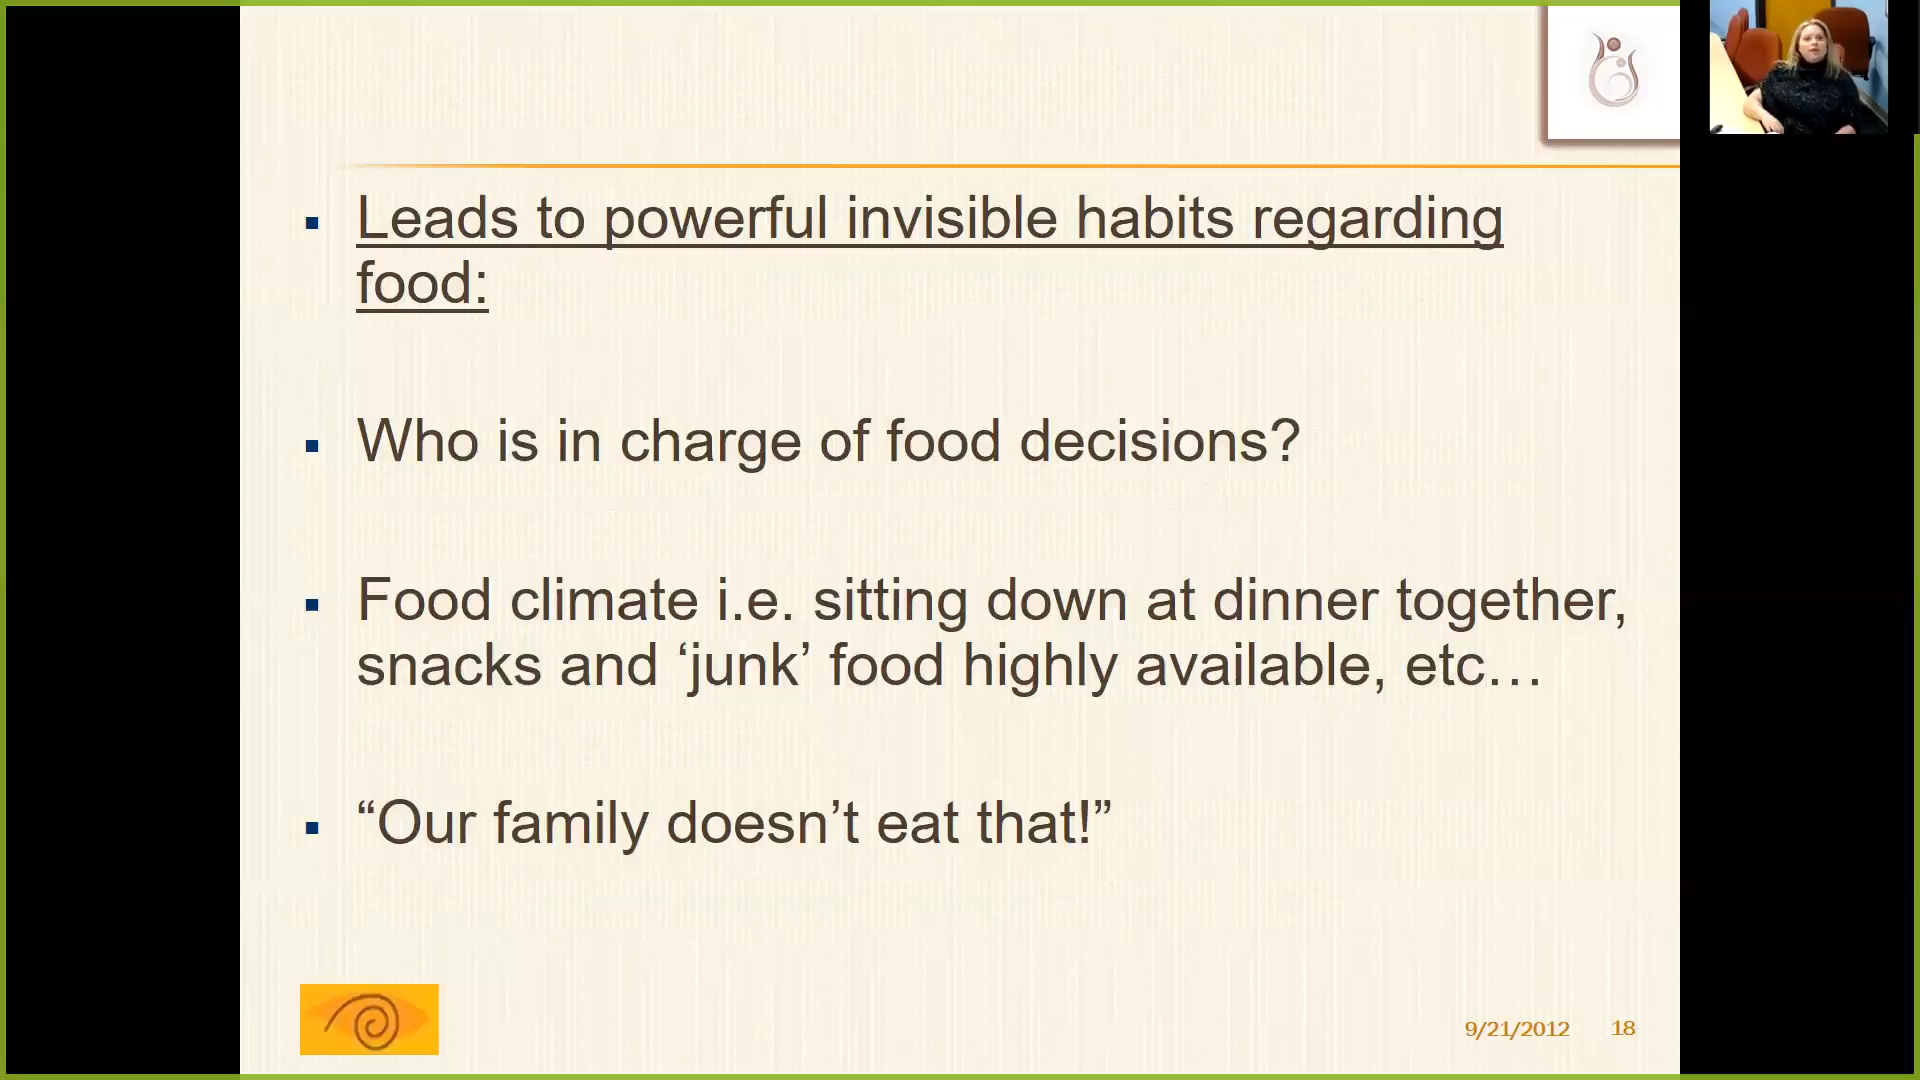 ▪ Leads to powerful invisible habits regarding
food:
▪ Who is in charge of food decisions?
▪ Food climate i.e. sitting down at dinner together,
snacks and ‘junk’ food highly available, etc…
▪ “Our family doesn’t eat that!”
9/21/2012 18